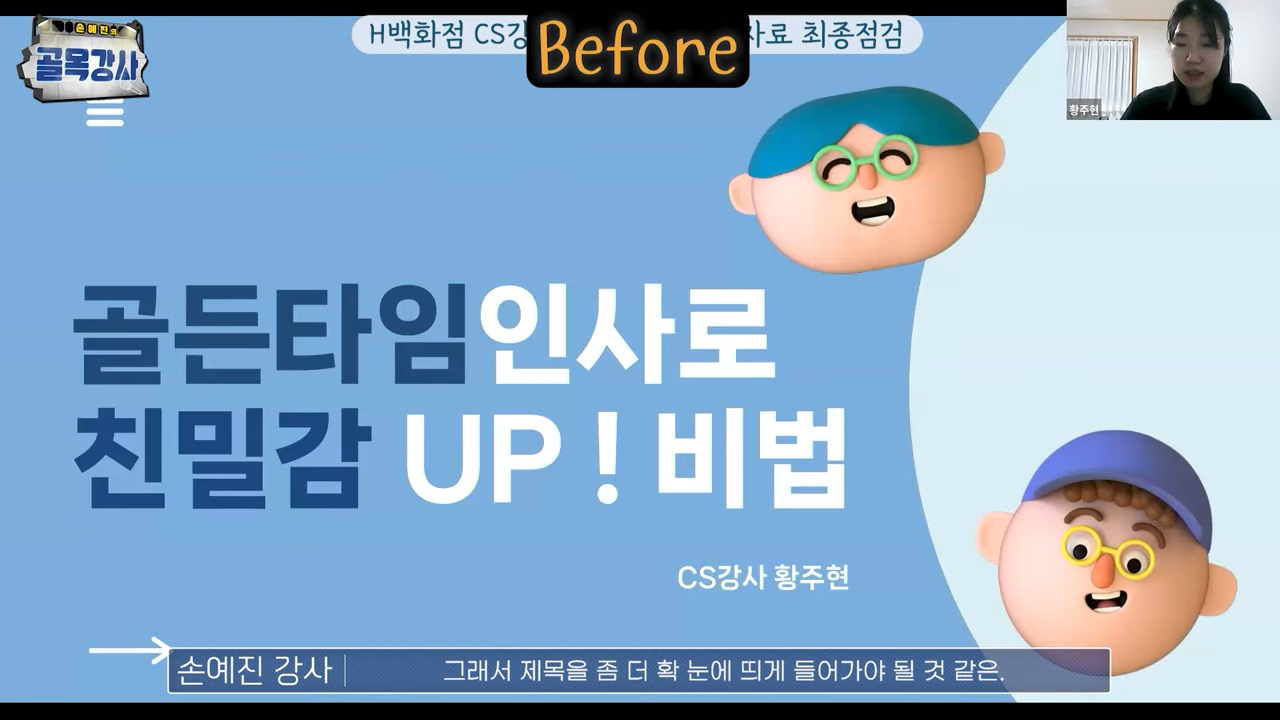 손예진의
골목강사
H백화점 CS강
Before
사료 최종점검
황주현
골든타임인사로
친밀감 UP ! 비법
CS강사 황주현
손예진 강사
그래서 제목을 좀 더 확 눈에 띄게 들어가야 될 것 같은.